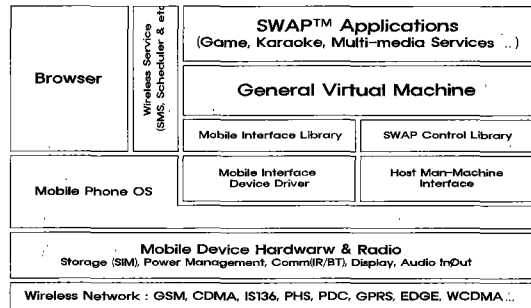 SWAP™ Applications
(Game, Karaoke, Multi-media Services ...)
Browser
Wireless Service
(SMS, Scheduler & etc
General Virtual Machine
Mobile Interface Library
SWAP Control Library
Mobile Phone OS
Mobile Interface
Device Driver
Host Man-Machine
Interface
Mobile Device Hardwarw & Radio
Storage (SIM), Power Management, Comm(IR/BT), Display, Audio InOut
Wireless Network : GSM, CDMA, IS136, PHS, PDC, GPRS, EDGE, WCDMA...